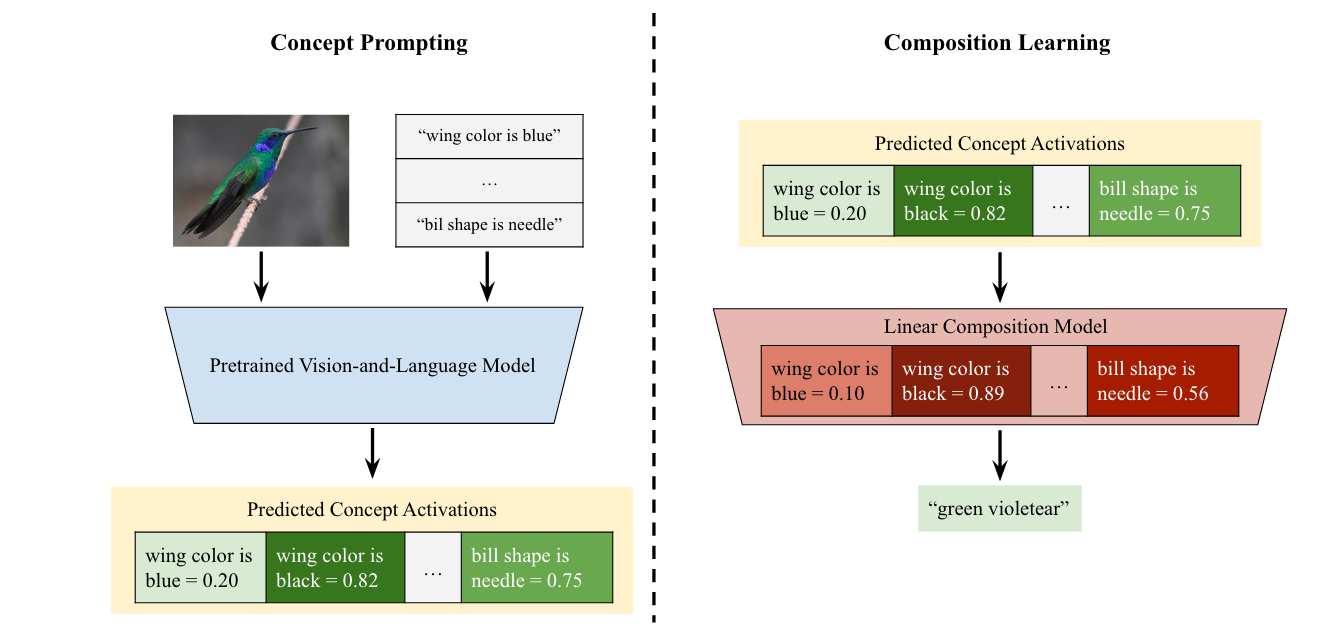 Concept Prompting
“wing color is blue”
…
“bil shape is needle”
Pretrained Vision-and-Language Model
Predicted Concept Activations
wing color is
blue = 0.20
wing color is
black = 0.82
…
bill shape is
needle = 0.75
Composition Learning
Predicted Concept Activations
wing color is
blue = 0.20
wing color is
black = 0.82
…
bill shape is
needle = 0.75
Linear Composition Model
wing color is
blue = 0.10
wing color is
black = 0.89
…
bill shape is
needle = 0.56
“green violetear”